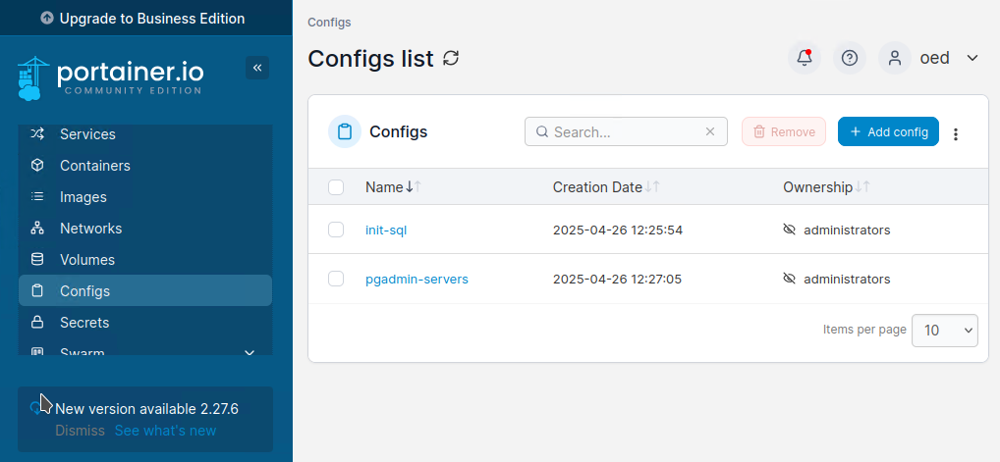 Upgrade to Business Edition
portainer.io
COMMUNITY EDITION
Services
Containers
Images
Networks
Volumes
Configs
Secrets
Swarm
New version available 2.27.6
Dismiss See what's new
Configs
Configs list
oed
Configs
Search...
Remove
Add config
Name Creation Date Ownership
init-sql 2025-04-26 12:25:54 administrators
pgadmin-servers 2025-04-26 12:27:05 administrators
Items per page 10